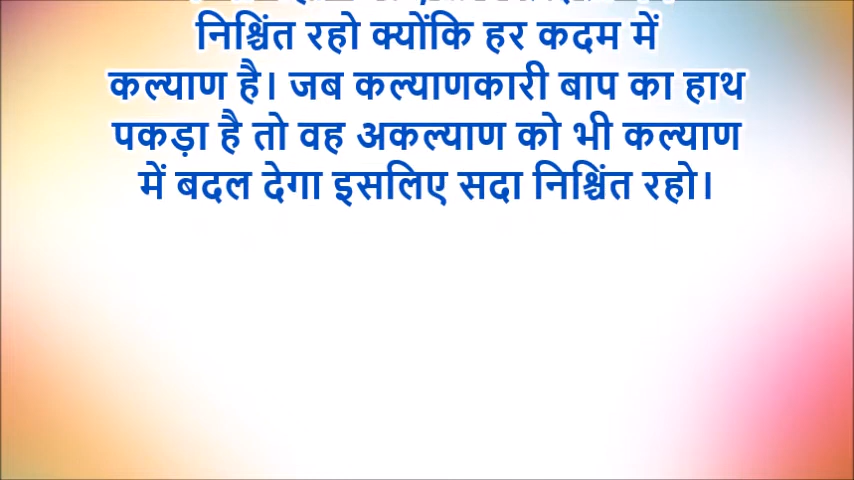 निश्चिंत रहो क्योंकि हर कदम में
कल्याण है। जब कल्याणकारी बाप का हाथ
पकड़ा है तो वह अकल्याण को भी कल्याण
में बदल देगा इसलिए सदा निश्चिंत रहो।